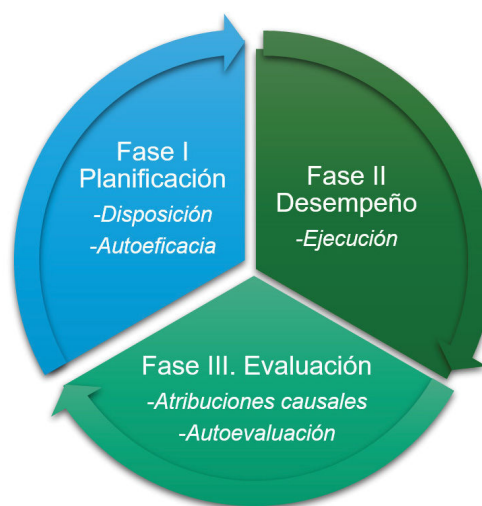 Fase I
Planificación
-Disposición
-Autoeficacia
Fase II
Desempeño
-Ejecución
Fase III. Evaluación
-Atribuciones causales
-Autoevaluación